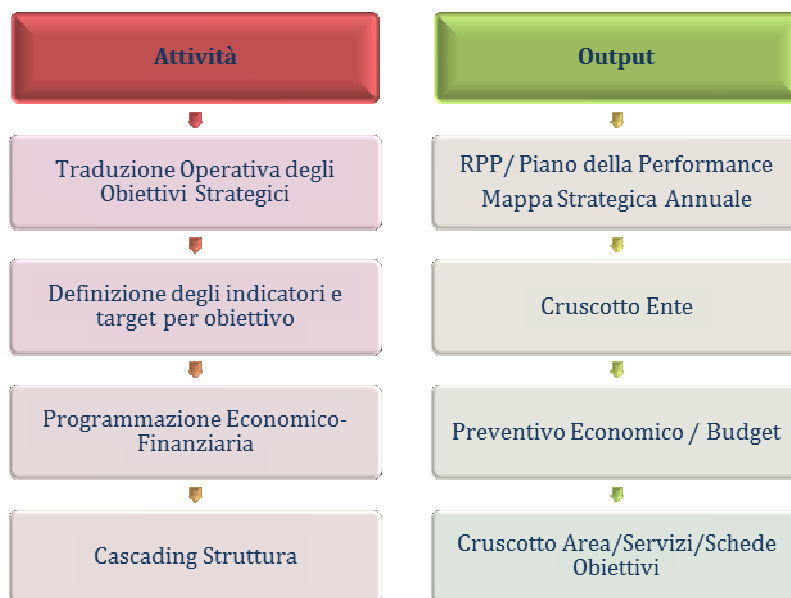 Attività
Traduzione Operativa degli
Obiettivi Strategici
Definizione degli indicatori e
target per obiettivo
Programmazione Economico-
Finanziaria
Cascading Struttura
Output
RPP/ Piano della Performance
Mappa Strategica Annuale
Cruscotto Ente
Preventivo Economico / Budget
Cruscotto Area/Servizi/Schede
Obiettivi